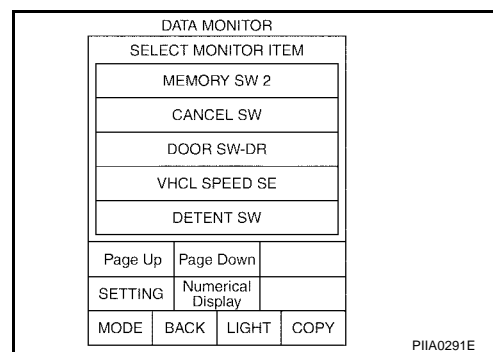 DATA MONITOR
SELECT MONITOR ITEM
MEMORY SW 2
CANCEL SW
DOOR SW-DR
VHCL SPEED SE
DETENT SW
Page Up Page Down
SETTING Numerical Display
MODE BACK LIGHT COPY
PIIA0291E